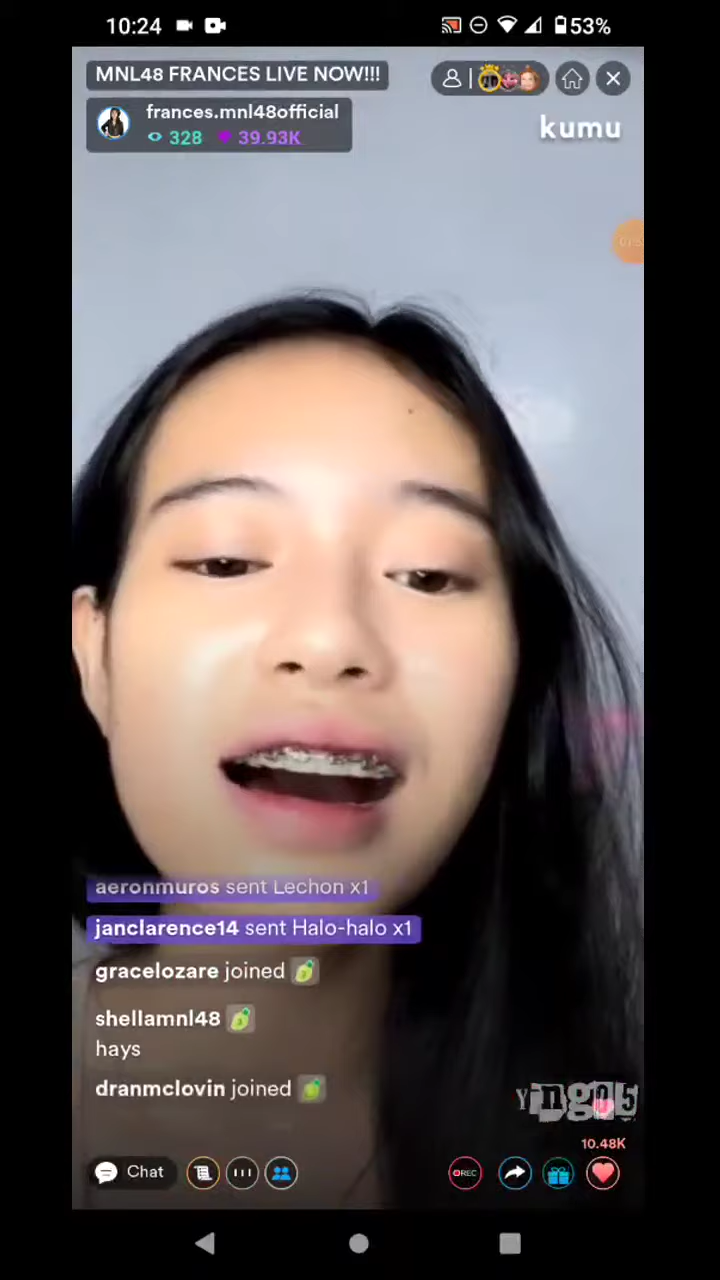 10:24
53%
MNL48 FRANCES LIVE NOW!!!
frances.mnl48official
328 39.93K
kumu
aeronmuros sent Lechon x1
janclarence14 sent Halo-halo x1
gracelozare joined
shellamnl48
hays
dranmclovin joined
10.48K
Chat
REC